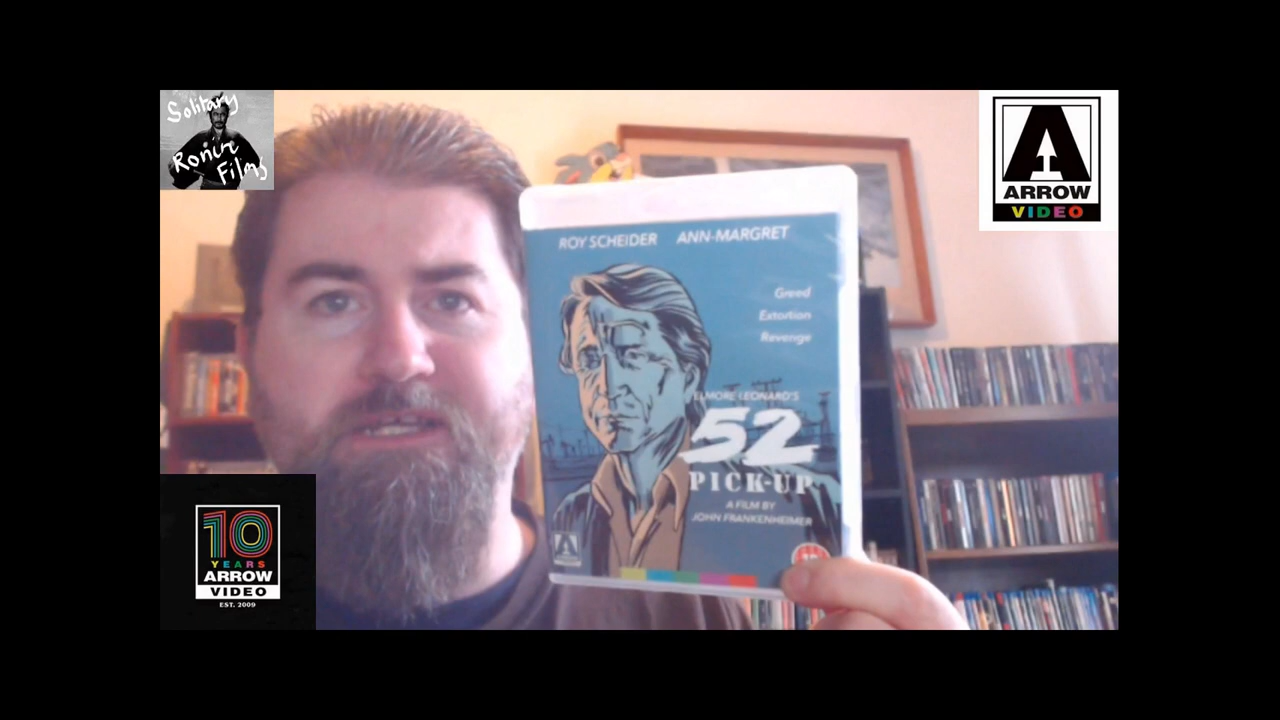 Solitary
Ronin
Films
A
ARROW
VIDEO
ROY SCHEIDER ANN-MARGRET
Greed
Extortion
Revenge
ELMORE LEONARD'S
52
PICK-UP
A FILM BY
JOHN FRANKENHEIMER
10
YEARS
ARROW
VIDEO
EST. 2009